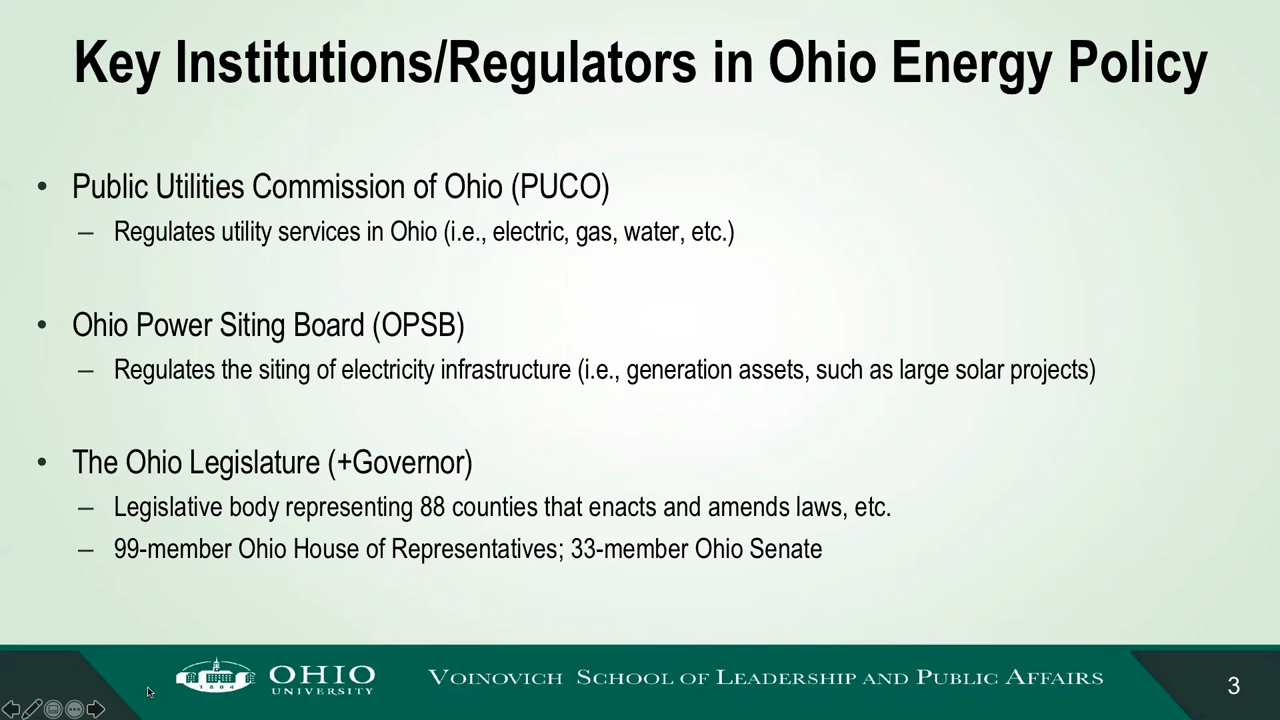 Key Institutions/Regulators in Ohio Energy Policy
• Public Utilities Commission of Ohio (PUCO)
– Regulates utility services in Ohio (i.e., electric, gas, water, etc.)
• Ohio Power Siting Board (OPSB)
– Regulates the siting of electricity infrastructure (i.e., generation assets, such as large solar projects)
• The Ohio Legislature (+Governor)
– Legislative body representing 88 counties that enacts and amends laws, etc.
– 99-member Ohio House of Representatives; 33-member Ohio Senate
1804
OHIO
UNIVERSITY
VOINOVICH SCHOOL OF LEADERSHIP AND PUBLIC AFFAIRS
3